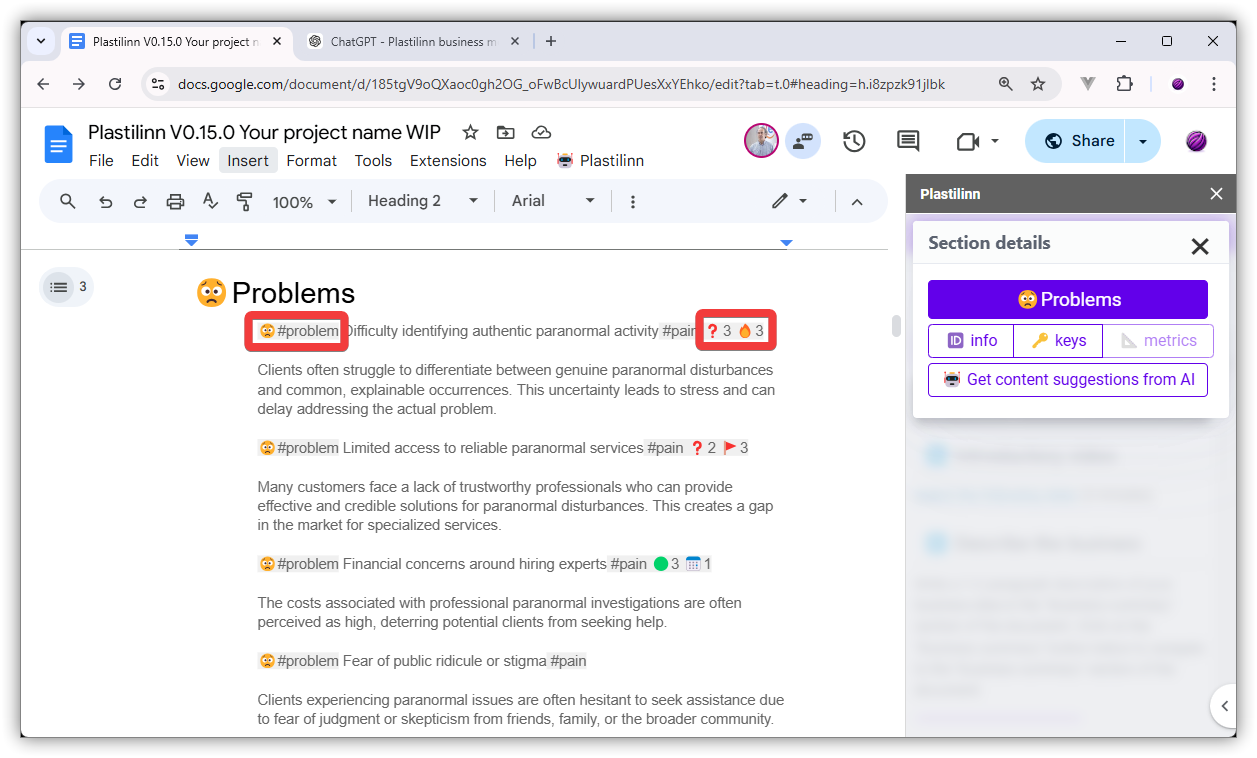 Plastilinn V0.15.0 Your project n
ChatGPT - Plastilinn business m
docs.google.com/document/d/185tgV9oQXaoc0gh2OG_oFwBcUIywuardPUesXxYEhko/edit?tab=t.0#heading=h.i8zpzk91jlbk
Plastilinn V0.15.0 Your project name WIP
File Edit View Insert Format Tools Extensions Help 🤖 Plastilinn
Share
100% Heading 2 Arial
Plastilinn
Section details
😟 Problems
🆔 info 🔑 keys 📐 metrics
🤖 Get content suggestions from AI
3
😟 Problems
😟 #problem Difficulty identifying authentic paranormal activity #pain ❓ 3 🔥 3
Clients often struggle to differentiate between genuine paranormal disturbances
and common, explainable occurrences. This uncertainty leads to stress and can
delay addressing the actual problem.
😟 #problem Limited access to reliable paranormal services #pain ❓ 2 🚩 3
Many customers face a lack of trustworthy professionals who can provide
effective and credible solutions for paranormal disturbances. This creates a gap
in the market for specialized services.
😟 #problem Financial concerns around hiring experts #pain 🟢 3 📅 1
The costs associated with professional paranormal investigations are often
perceived as high, deterring potential clients from seeking help.
😟 #problem Fear of public ridicule or stigma #pain
Clients experiencing paranormal issues are often hesitant to seek assistance due
to fear of judgment or skepticism from friends, family, or the broader community.